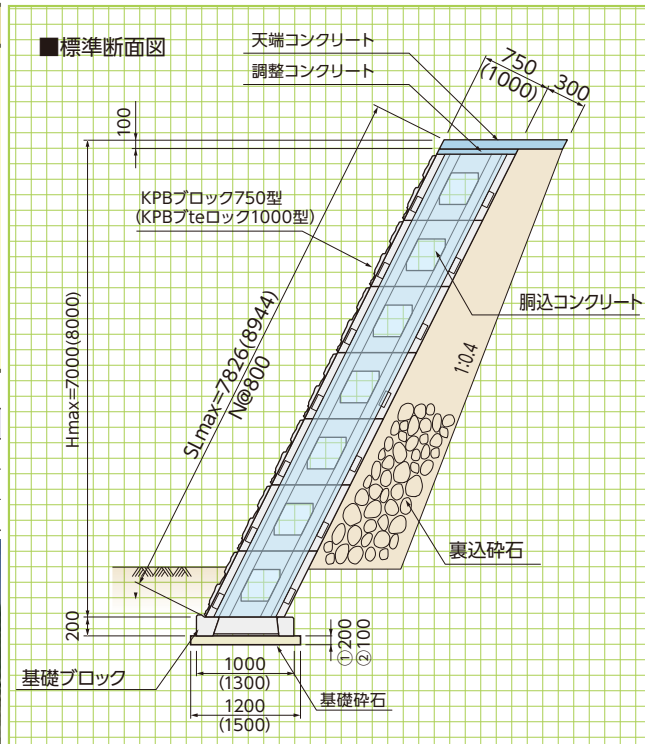 ■標準断面図
天端コンクリート
調整コンクリート
750
(1000)
300
100
KPBブロック750型
(KPBブteロック1000型)
胴込コンクリート
Hmax=7000(8000)
SLmax=7826(8944)
N@800
1:0.4
裏込砕石
200
①200
②100
基礎ブロック
1000
(1300)
基礎砕石
1200
(1500)